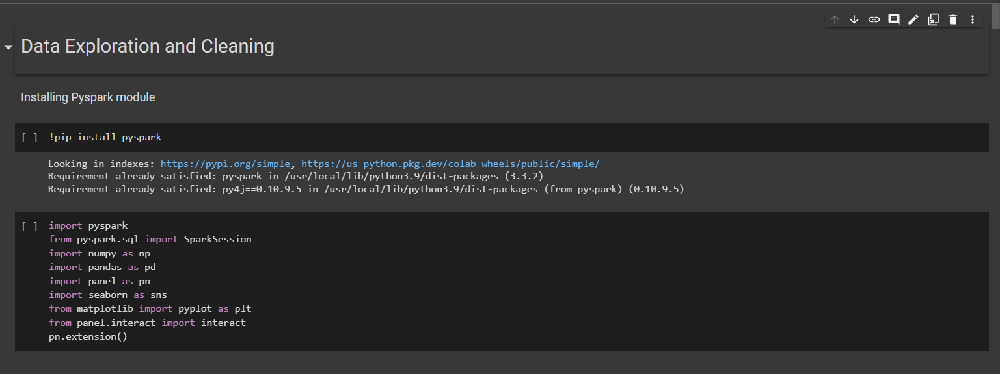 Data Exploration and Cleaning
Installing Pyspark module
[ ] !pip install pyspark
Looking in indexes: https://pypi.org/simple, https://us-python.pkg.dev/colab-wheels/public/simple/
Requirement already satisfied: pyspark in /usr/local/lib/python3.9/dist-packages (3.3.2)
Requirement already satisfied: py4j==0.10.9.5 in /usr/local/lib/python3.9/dist-packages (from pyspark) (0.10.9.5)
[ ] import pyspark
from pyspark.sql import SparkSession
import numpy as np
import pandas as pd
import panel as pn
import seaborn as sns
from matplotlib import pyplot as plt
from panel.interact import interact
pn.extension()